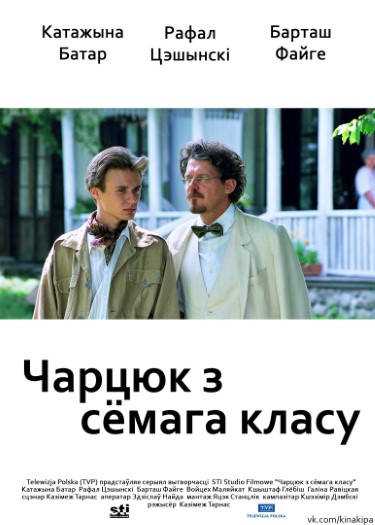 Катажына Рафал Барташ
Батар Цэшынскі Файге
Чарцюк з
сёмага класу
Telewizja Polska (TVP) прадстаўляе серыял вытворчасці STI Studio Filmowe "Чарцюк з сёмага класу"
Катажына Батар Рафал Цэшынскі Барташ Файге Войцех Маляйкат Кшыштаф Глёбіш Галіна Равіцкая
сцэнар Казімеж Тарнас аператар Здзіслаў Найда мантаж Яцэк Станцлік кампазітар Кшэзімір Дэмбскі
рэжысёр Казімеж Тарнас
sti
TVP
TELEWIZJA POLSKA
vk.com/kinakipa